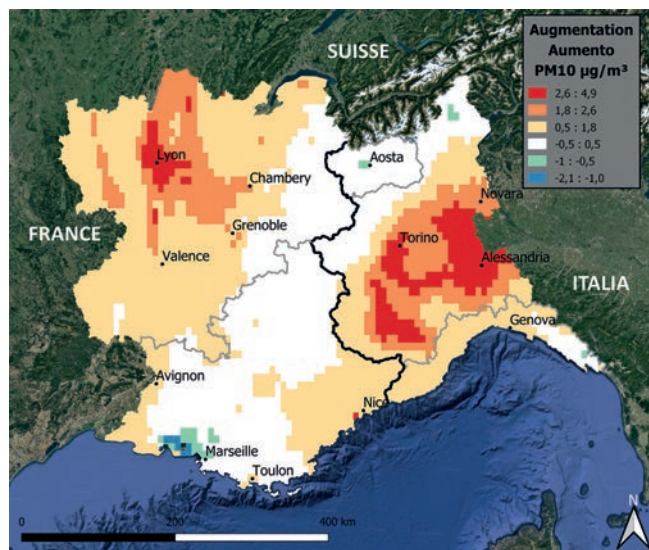 SUISSE
Augmentation
Aumento
PM10 µg/m³
2,6 : 4,9
1,8 : 2,6
0,5 : 1,8
-0,5 : 0,5
-1 : -0,5
-2,1 : -1,0
Lyon
Aosta
Chambery
Novara
FRANCE
Grenoble
Torino
Valence
Alessandria
ITALIA
Genova
Avignon
Nice
Marseille
Toulon
N
0
200
400 km